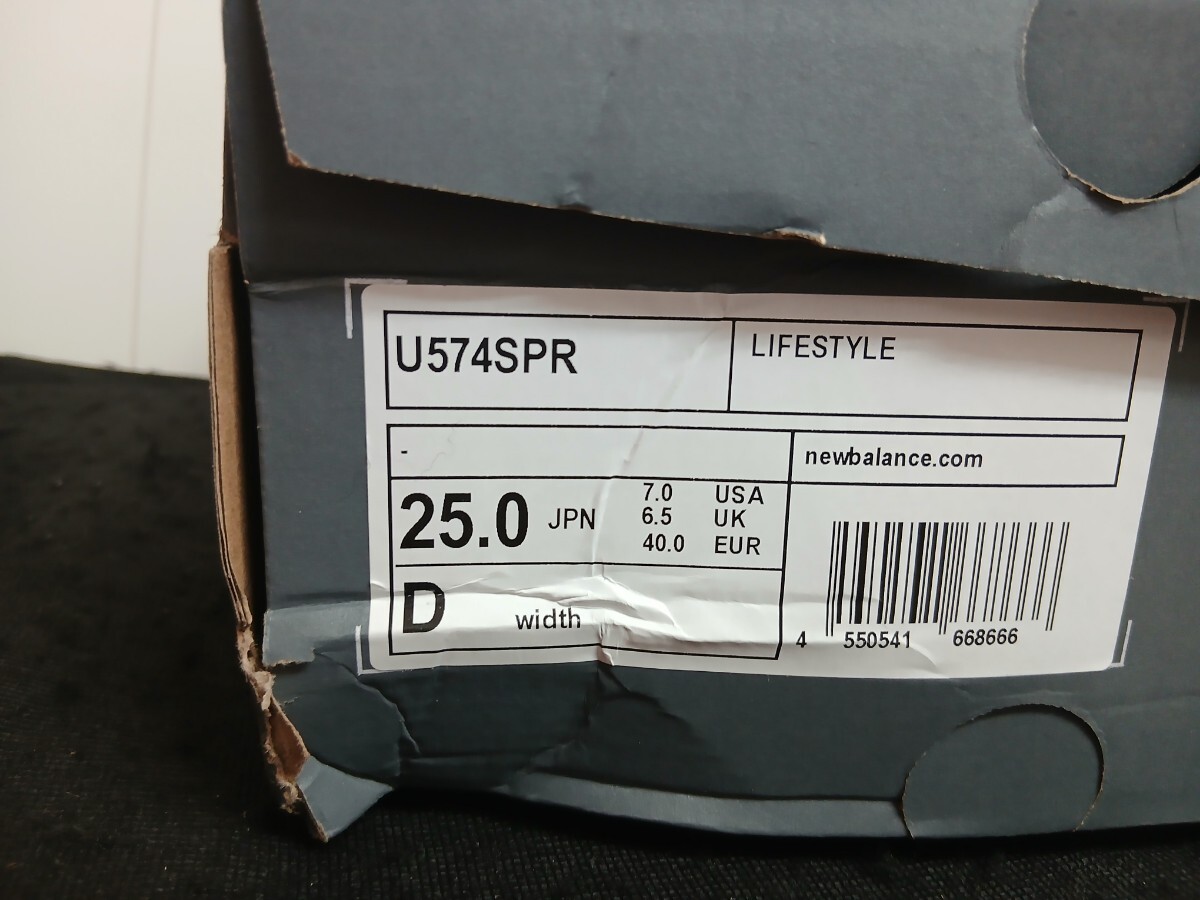 U574SPR
LIFESTYLE
-
newbalance.com
25.0 JPN
7.0 USA
6.5 UK
40.0 EUR
D width
4 550541 668666